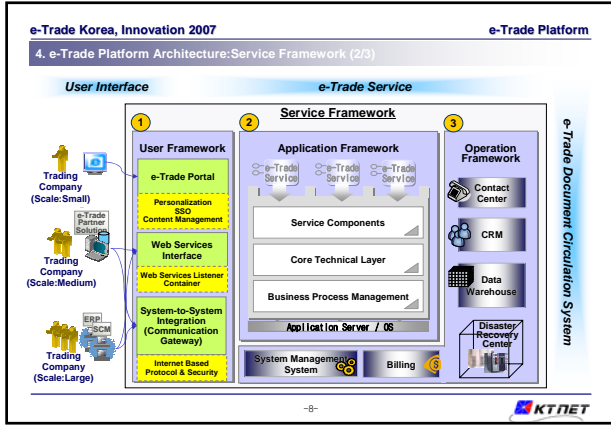 e-Trade Korea, Innovation 2007
e-Trade Platform
4. e-Trade Platform Architecture:Service Framework (2/3)
User Interface
e-Trade Service
Service Framework
1
User Framework
e-Trade Portal
Personalization
SSO
Content Management
Web Services
Interface
Web Services Listener
Container
System-to-System
Integration
(Communication
Gateway)
Internet Based
Protocol & Security
2
Application Framework
e-Trade
Service
e-Trade
Service
e-Trade
Service
Service Components
Core Technical Layer
Business Process Management
Application Server / OS
System Management
System
Billing
3
Operation
Framework
Contact
Center
CRM
Data
Warehouse
Disaster
Recovery
Center
e-Trade Document Circulation System
Trading
Company
(Scale:Small)
e-Trade
Partner
Solution
Trading
Company
(Scale:Medium)
ERP
SCM
Trading
Company
(Scale:Large)
-8-
KTNET